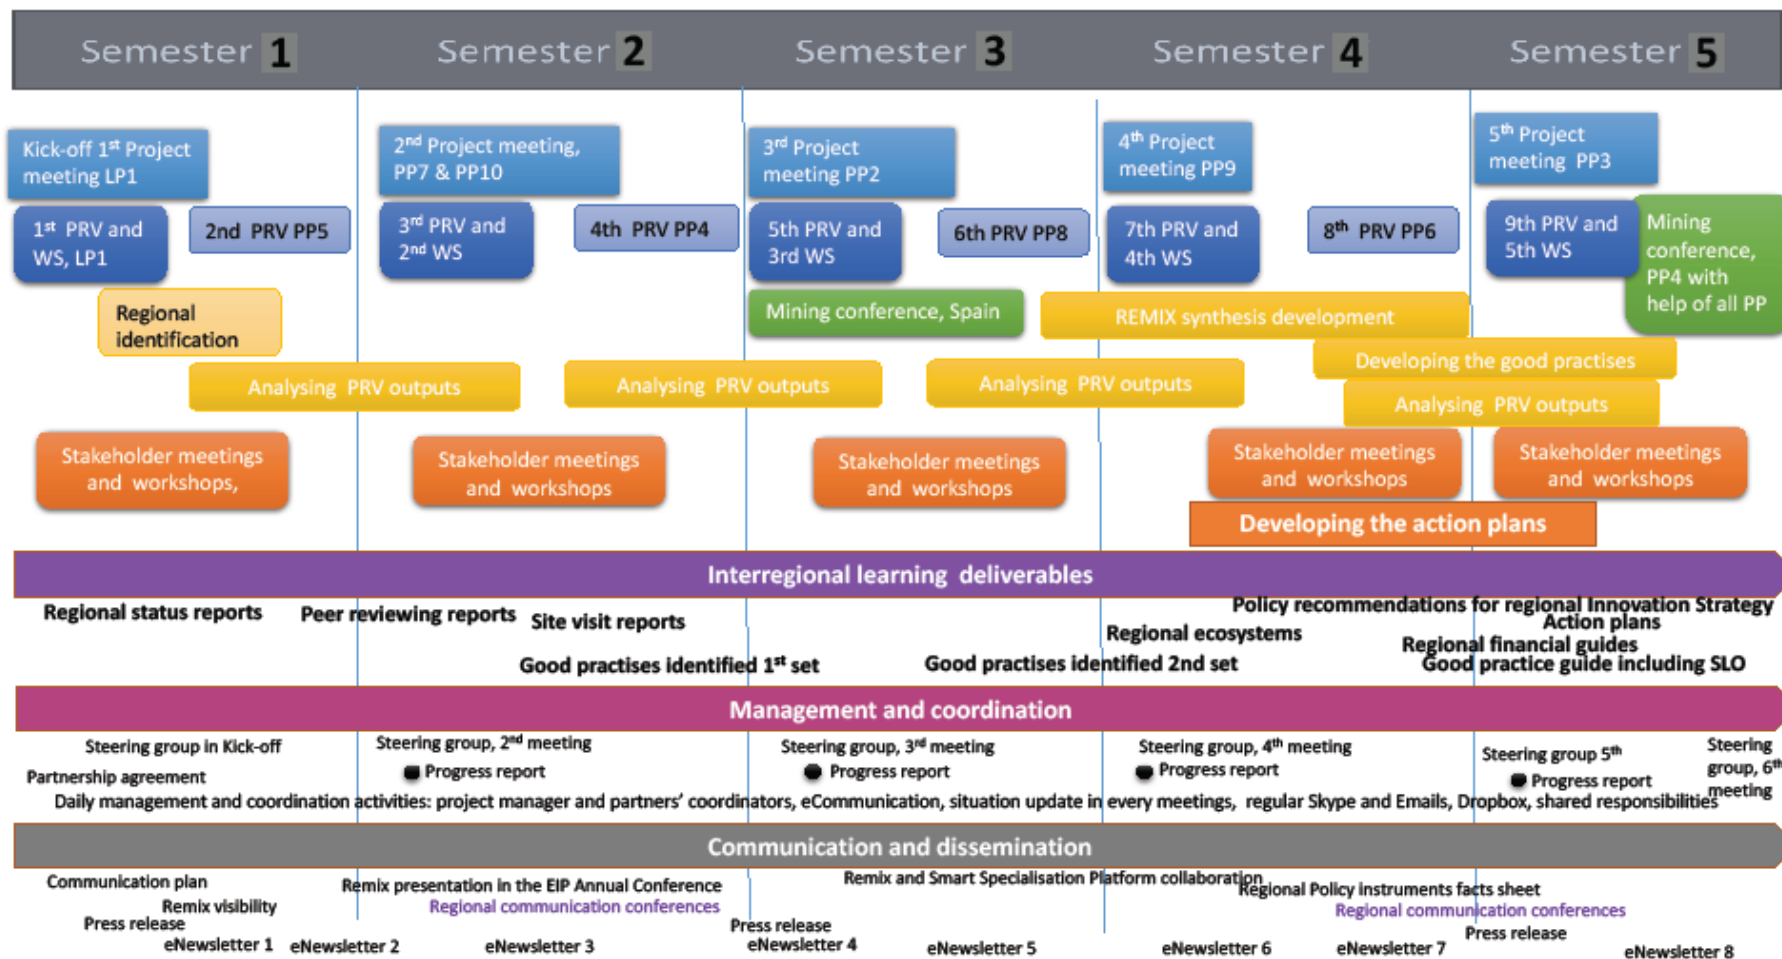 Semester 1
Semester 2
Semester 3
Semester 4
Semester 5
Kick-off 1st Project
meeting LP1
2nd Project meeting,
PP7 & PP10
3rd Project
meeting PP2
4th Project
meeting PP9
5th Project
meeting PP3
1st PRV and
WS, LP1
2nd PRV PP5
3rd PRV and
2nd WS
4th PRV PP4
5th PRV and
3rd WS
6th PRV PP8
7th PRV and
4th WS
8th PRV PP6
9th PRV and
5th WS
Mining
conference,
PP4 with
help of all PP
Regional
identification
Mining conference, Spain
REMIX synthesis development
Developing the good practises
Analysing PRV outputs
Analysing PRV outputs
Analysing PRV outputs
Analysing PRV outputs
Stakeholder meetings
and workshops,
Stakeholder meetings
and workshops
Stakeholder meetings
and workshops
Stakeholder meetings
and workshops
Stakeholder meetings
and workshops
Developing the action plans
Interregional learning deliverables
Regional status reports
Peer reviewing reports
Site visit reports
Good practises identified 1st set
Good practises identified 2nd set
Regional ecosystems
Policy recommendations for regional Innovation Strategy
Action plans
Regional financial guides
Good practice guide including SLO
Management and coordination
Steering group in Kick-off
Steering group, 2nd meeting
Steering group, 3rd meeting
Steering group, 4th meeting
Steering group 5th
Steering
group, 6th
meeting
Partnership agreement
Progress report
Progress report
Progress report
Progress report
Daily management and coordination activities: project manager and partners' coordinators, eCommunication, situation update in every meetings, regular Skype and Emails, Dropbox, shared responsibilities
Communication and dissemination
Communication plan
Remix visibility
Press release
Remix presentation in the EIP Annual Conference
Regional communication conferences
Remix and Smart Specialisation Platform collaboration
Regional Policy instruments facts sheet
Regional communication conferences
Press release
Press release
eNewsletter 1
eNewsletter 2
eNewsletter 3
eNewsletter 4
eNewsletter 5
eNewsletter 6
eNewsletter 7
eNewsletter 8